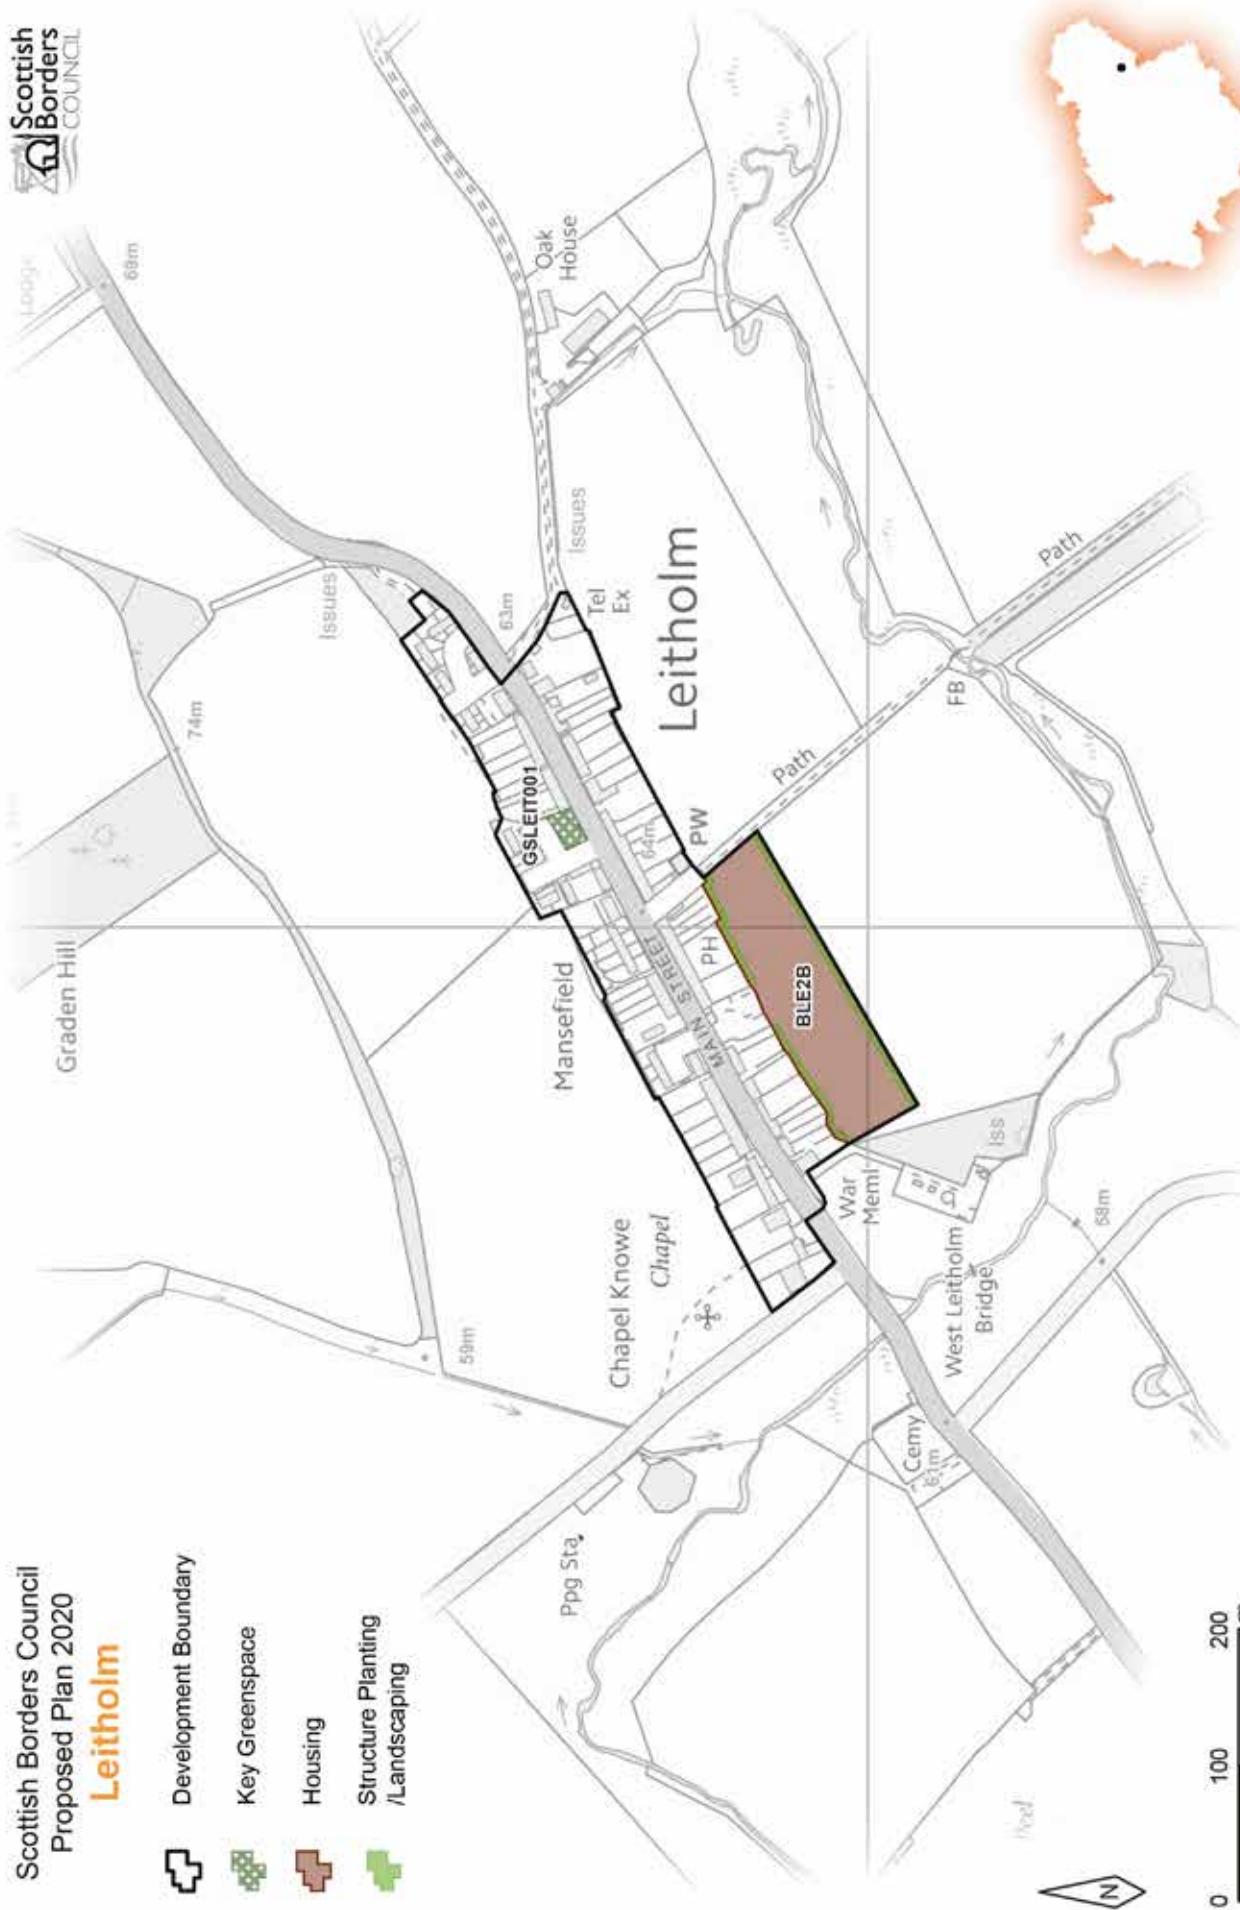 Scottish Borders Council
Proposed Plan 2020
Leitholm
Development Boundary
Key Greenspace
Housing
Structure Planting
/Landscaping
Scottish
Borders
COUNCIL
Lodge
69m
Graden Hill
74m
Issues
63m
Oak
House
Issues
Tel
Ex
Leitholm
GSLEIT001
Mansefield
64m
PW
MAIN STREET
PH
BLE2B
Path
FB
Path
Chapel Knowe
Chapel
59m
War
Meml
Iss
West Leitholm
Bridge
58m
Ppg Sta
Cemy
61m
N
0
100
200
m